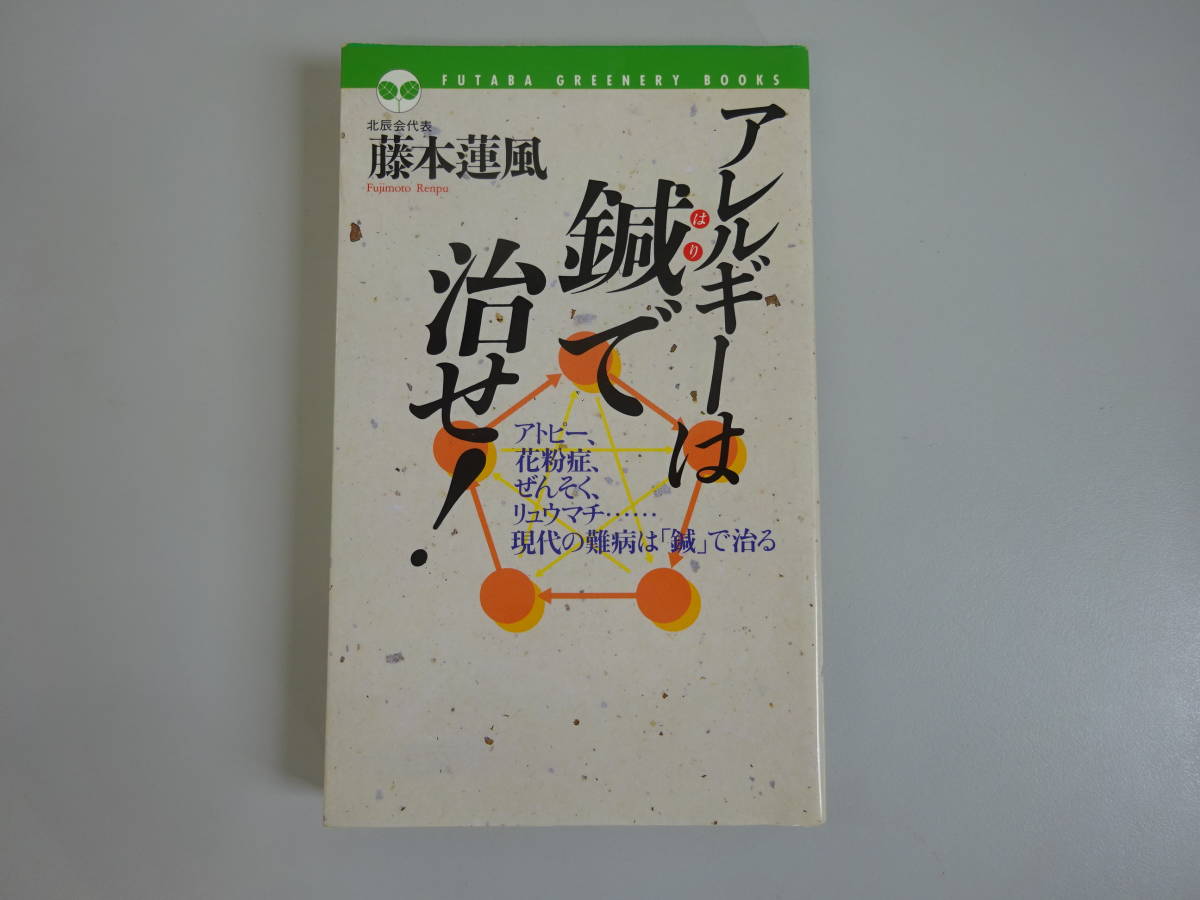 FUTABA GREENERY BOOKS
北辰会代表
藤本蓮風
Fujimoto Renpu
アレルギーは
鍼で
はり
治せ!
アトピー、
花粉症、
ぜんそく、
リュウマチ……
現代の難病は「鍼」で治る